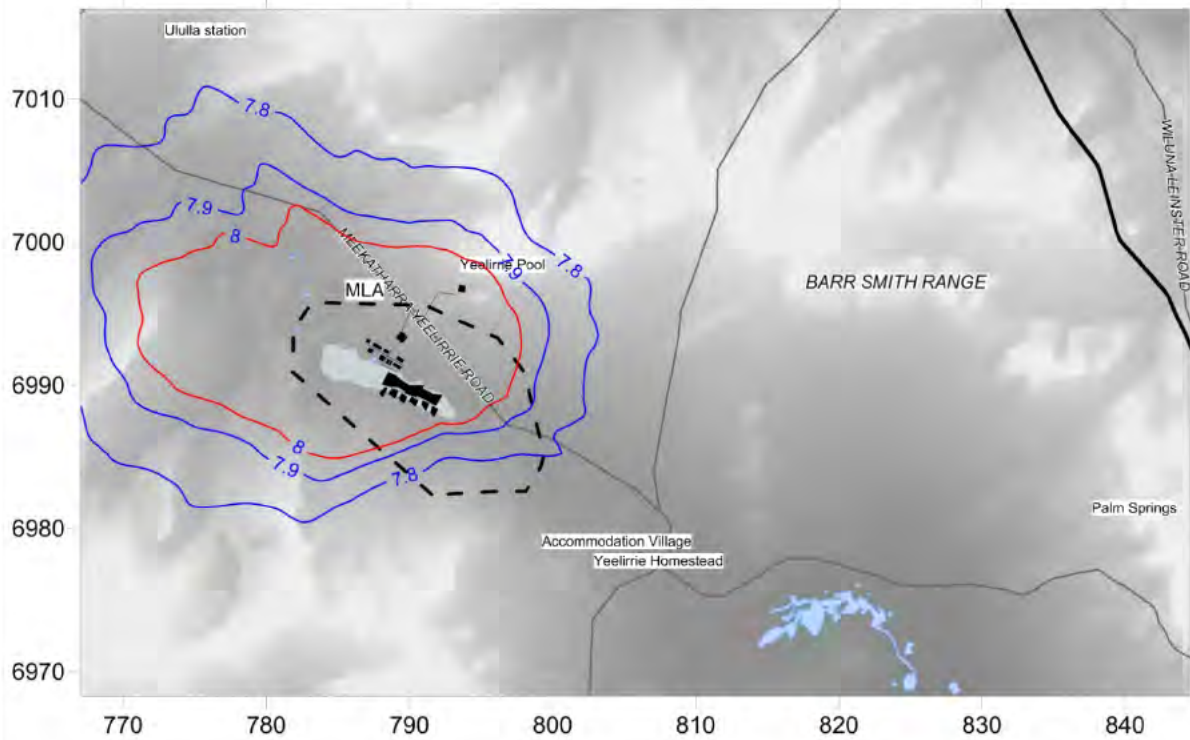 Ululla station
7010
7.8
WILUNA-LEINSTER ROAD
7.9
8
7000
MEEKATHARRA YEELIRRIE ROAD
Yeelirrie Pool
7.9
7.8
MLA
BARR SMITH RANGE
6990
8
7.9
7.8
Palm Springs
6980
Accommodation Village
Yeelirrie Homestead
6970
770
780
790
800
810
820
830
840